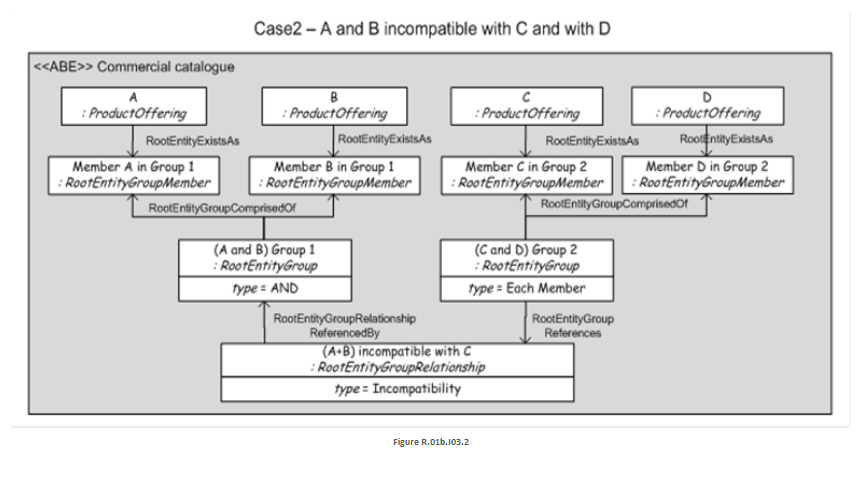 Case2 – A and B incompatible with C and with D
<<ABE>> Commercial catalogue
A
: ProductOffering
B
: ProductOffering
C
: ProductOffering
D
: ProductOffering
RootEntityExistsAs
RootEntityExistsAs
RootEntityExistsAs
RootEntityExistsAs
Member A in Group 1
: RootEntityGroupMember
Member B in Group 1
: RootEntityGroupMember
Member C in Group 2
: RootEntityGroupMember
Member D in Group 2
: RootEntityGroupMember
RootEntityGroupComprisedOf
RootEntityGroupComprisedOf
(A and B) Group 1
: RootEntityGroup
type = AND
(C and D) Group 2
: RootEntityGroup
type = Each Member
RootEntityGroupRelationship
ReferencedBy
RootEntityGroup
References
(A+B) incompatible with C
: RootEntityGroupRelationship
type = Incompatibility
Figure R.01b.I03.2